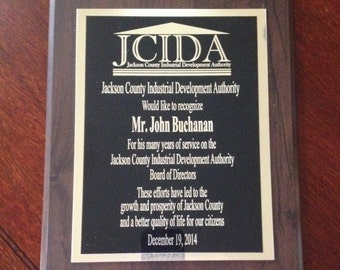 JCIDA
Jackson County Industrial Development Authority
Jackson County Industrial Development Authority
Would like to recognize
Mr. John Buchanan
For his many years of service on the
Jackson County Industrial Development Authority
Board of Directors
These efforts have led to the
growth and prosperity of Jackson County
and a better quality of life for our citizens
December 19, 2014